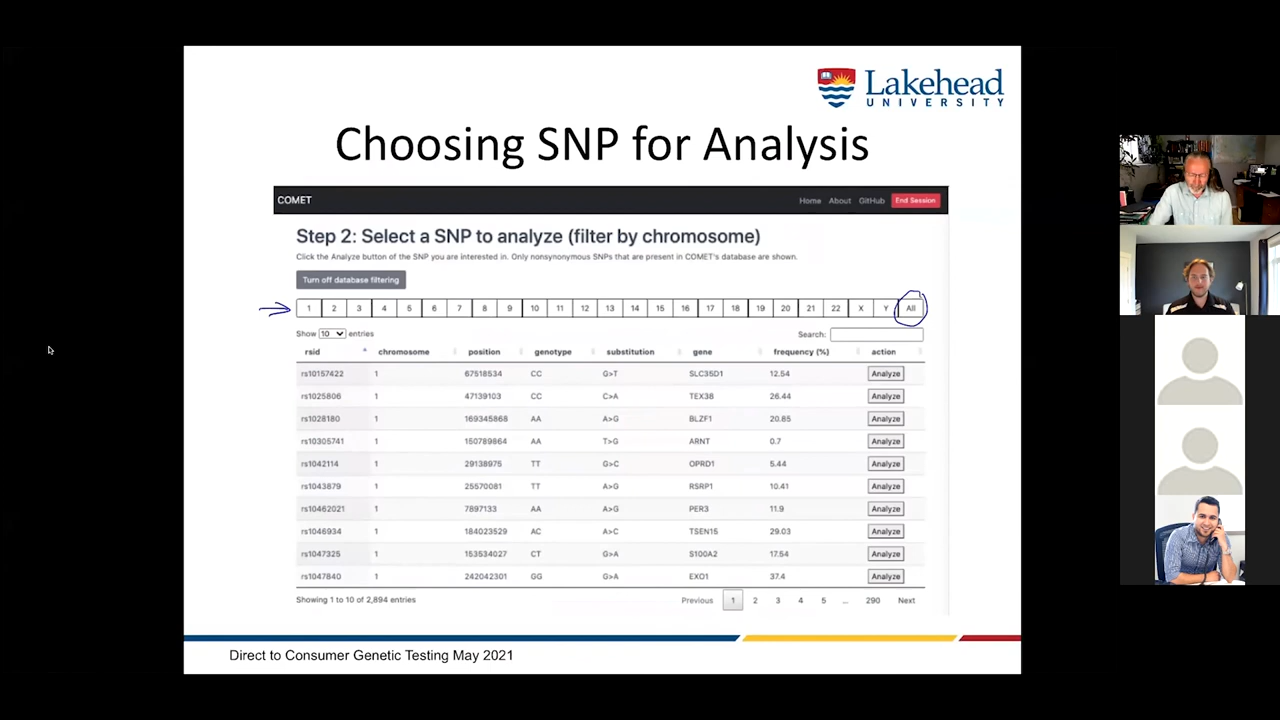 Lakehead
UNIVERSITY
Choosing SNP for Analysis
COMET Home About GitHub End Session
Step 2: Select a SNP to analyze (filter by chromosome)
Click the Analyze button of the SNP you are interested in. Only nonsynonymous SNPs that are present in COMET's database are shown.
Turn off database filtering
1 2 3 4 5 6 7 8 9 10 11 12 13 14 15 16 17 18 19 20 21 22 X Y All
Show 10 entries Search:
rsid chromosome position genotype substitution gene frequency (%) action
rs10157422 1 67518534 CC G>T SLC35D1 12.54 Analyze
rs1025806 1 47139103 CC C>A TEX38 26.44 Analyze
rs1028180 1 169345868 AA A>G BLZF1 20.85 Analyze
rs10305741 1 150789864 AA T>G ARNT 0.7 Analyze
rs1042114 1 29138975 TT G>C OPRD1 5.44 Analyze
rs1043879 1 25570081 TT A>G RSRP1 10.41 Analyze
rs10462021 1 7897133 AA A>G PER3 11.9 Analyze
rs1046934 1 184023529 AC A>C TSEN15 29.03 Analyze
rs1047325 1 153534027 CT G>A S100A2 17.54 Analyze
rs1047840 1 242042301 GG G>A EXO1 37.4 Analyze
Showing 1 to 10 of 2,894 entries Previous 1 2 3 4 5 ... 290 Next
Direct to Consumer Genetic Testing May 2021